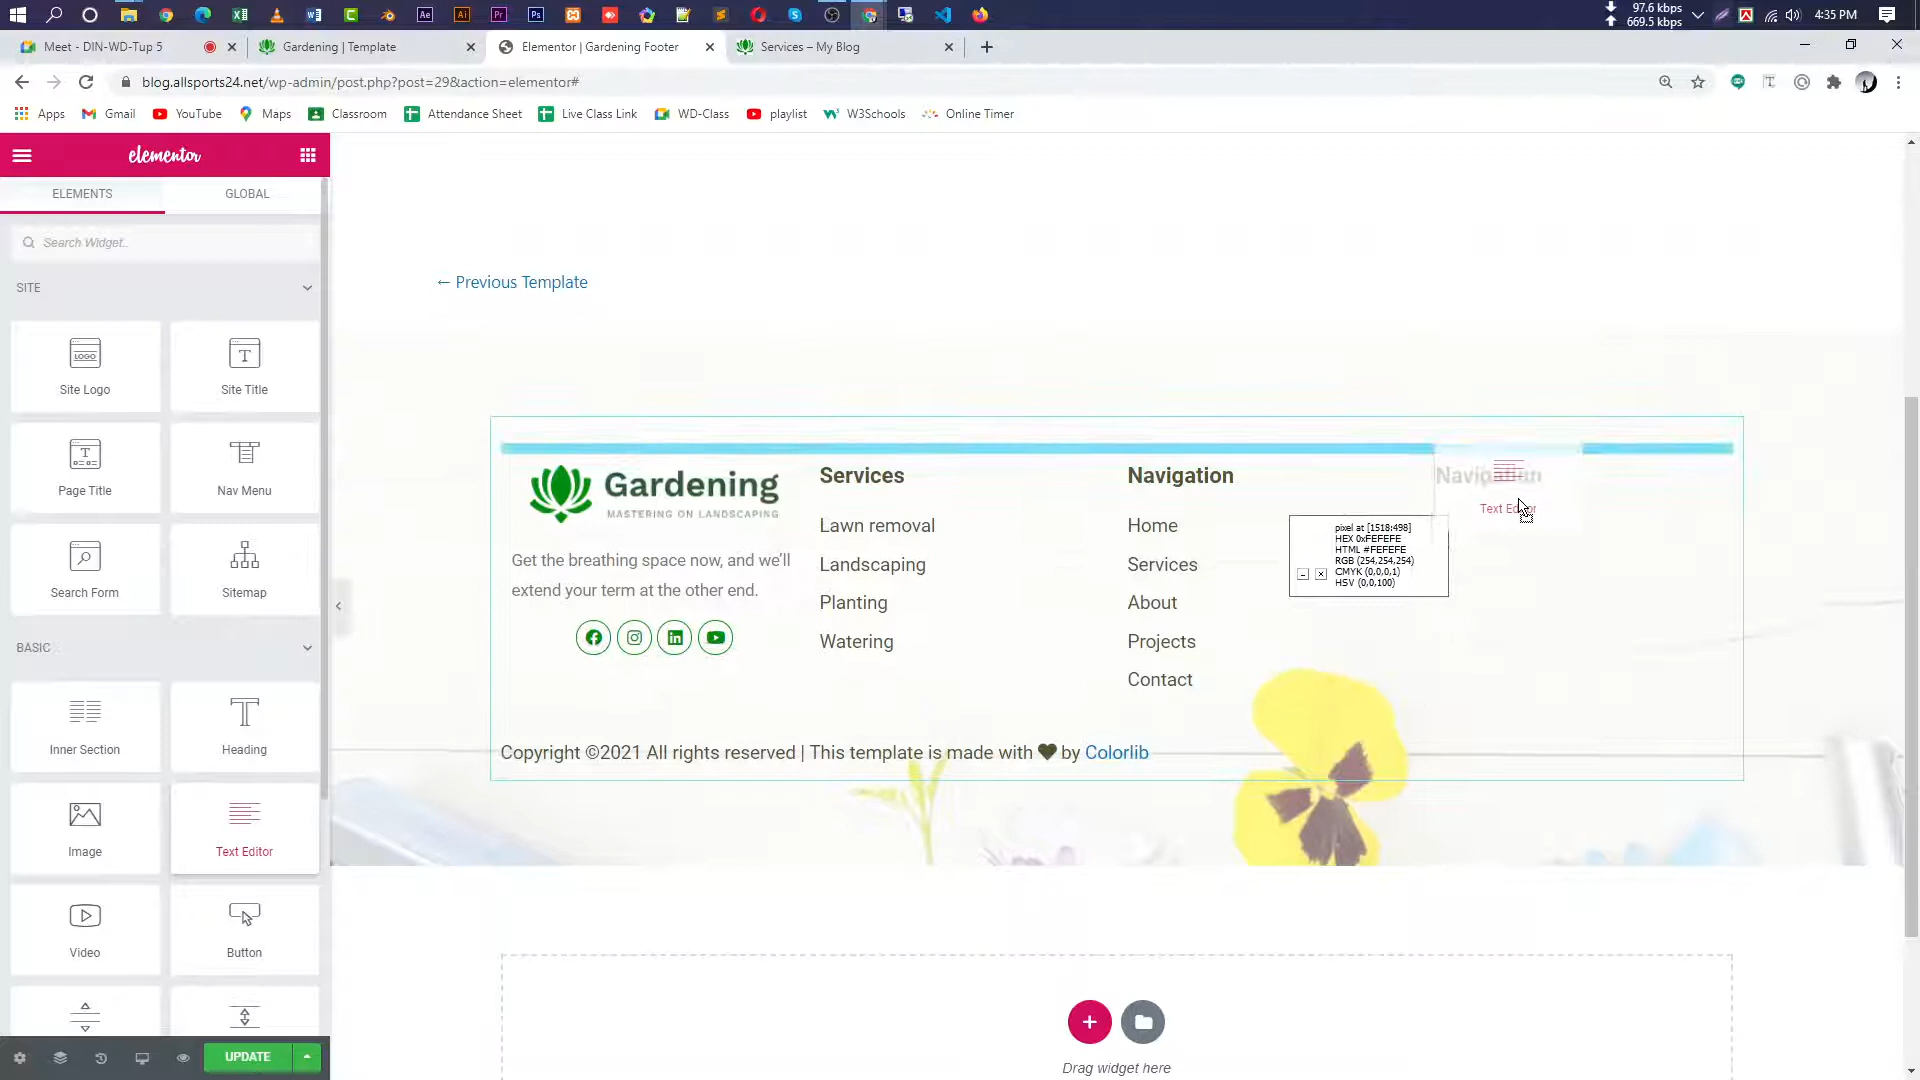 97.6 kbps
669.5 kbps
4:35 PM
Meet - DIN-WD-Tup 5
Gardening | Template
Elementor | Gardening Footer
Services – My Blog
blog.allsports24.net/wp-admin/post.php?post=29&action=elementor#
Apps
Gmail
YouTube
Maps
Classroom
Attendance Sheet
Live Class Link
WD-Class
playlist
W3Schools
Online Timer
elementor
ELEMENTS
GLOBAL
Search Widget..
SITE
LOGO
Site Logo
Site Title
Page Title
Nav Menu
Search Form
Sitemap
BASIC
Inner Section
Heading
Image
Text Editor
Video
Button
UPDATE
← Previous Template
Gardening
MASTERING ON LANDSCAPING
Get the breathing space now, and we'll
extend your term at the other end.
Services
Lawn removal
Landscaping
Planting
Watering
Navigation
Home
Services
About
Projects
Contact
Navigation
Text Editor
pixel at [1518:498]
HEX 0xFEFEFE
HTML #FEFEFE
RGB (254,254,254)
CMYK (0,0,0,1)
HSV (0,0,100)
Copyright ©2021 All rights reserved | This template is made with ♥ by Colorlib
Drag widget here